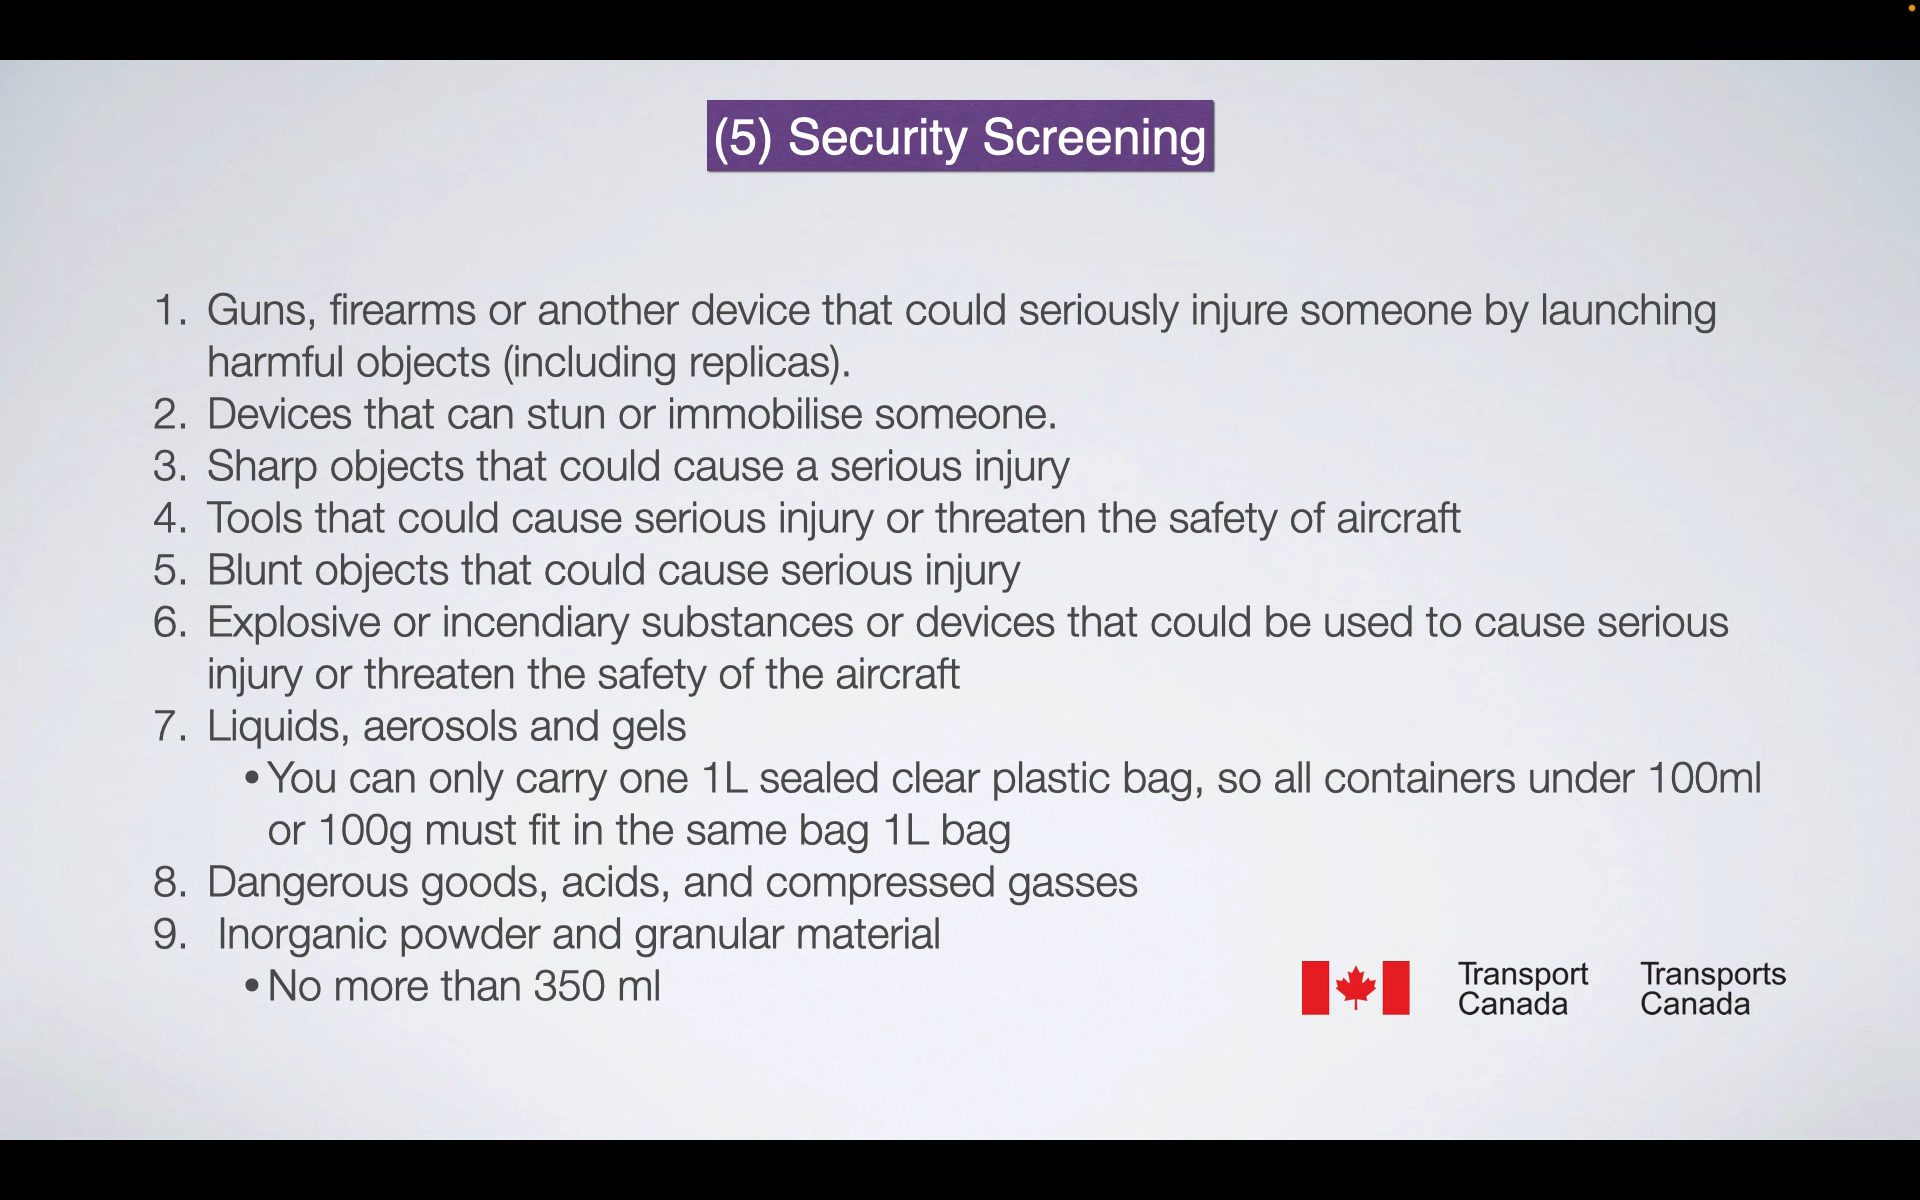 (5) Security Screening
1. Guns, firearms or another device that could seriously injure someone by launching
harmful objects (including replicas).
2. Devices that can stun or immobilise someone.
3. Sharp objects that could cause a serious injury
4. Tools that could cause serious injury or threaten the safety of aircraft
5. Blunt objects that could cause serious injury
6. Explosive or incendiary substances or devices that could be used to cause serious
injury or threaten the safety of the aircraft
7. Liquids, aerosols and gels
• You can only carry one 1L sealed clear plastic bag, so all containers under 100ml
or 100g must fit in the same bag 1L bag
8. Dangerous goods, acids, and compressed gasses
9. Inorganic powder and granular material
• No more than 350 ml
Transport Transports
Canada Canada